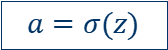 a = σ(z)